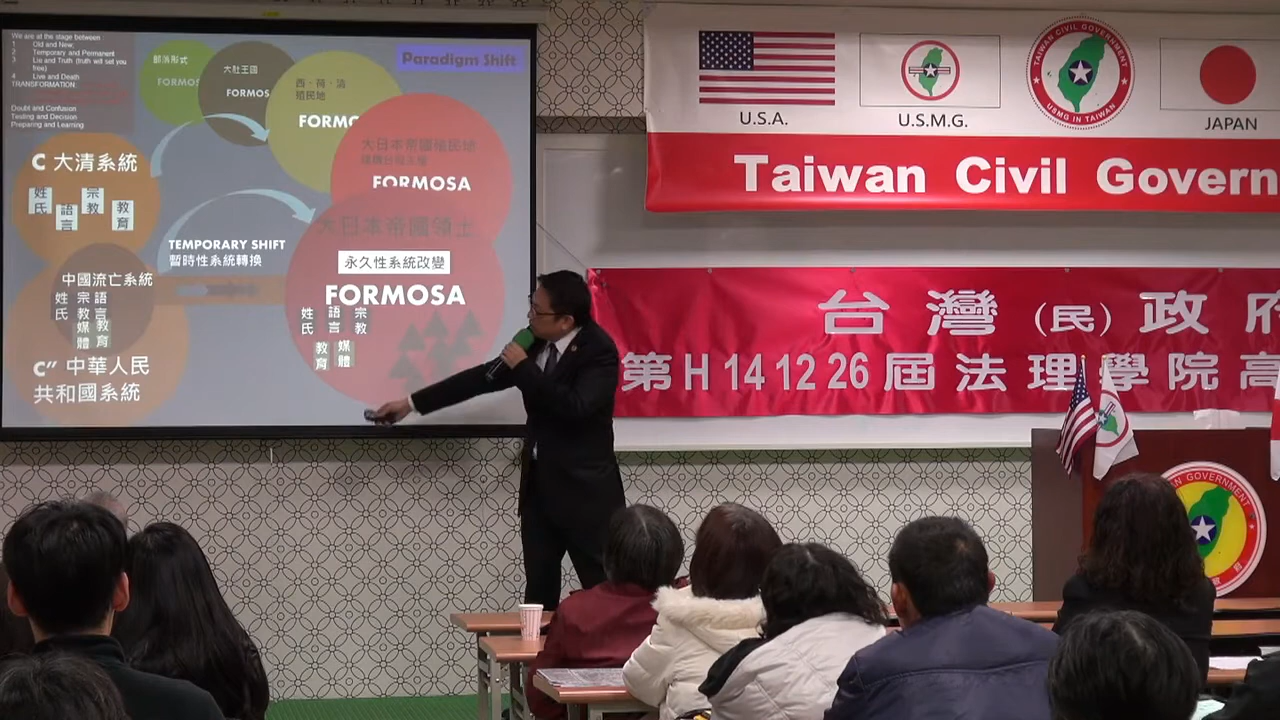 We are at the stage between :
1 Old and New;
2 Temporary and Permanent
3 Lie and Truth (truth will set you
free)
4 Live and Death
TRANSFORMATION:
Doubt and Confusion
Testing and Decision
Preparing and Learning
部落形式
FORMOS
大肚王國
FORMOS
西、荷、清
殖民地
FORMO
Paradigm Shift
大日本帝國殖民地
FORMOSA
C 大清系統
姓氏
語言
宗教
教育
TEMPORARY SHIFT
暫時性系統轉換
大日本帝國領土
永久性系統改變
FORMOSA
姓氏
語言
宗教
教育
媒體
中國流亡系統
姓氏
宗教
語言
媒體
教育
C" 中華人民
共和國系統
U.S.A.
U.S.M.G.
TAIWAN CIVIL GOVERNMENT
USMG IN TAIWAN
JAPAN
Taiwan Civil Govern
台灣(民)政府
第H 14 12 26 屆法理學院高
GOVERNMENT